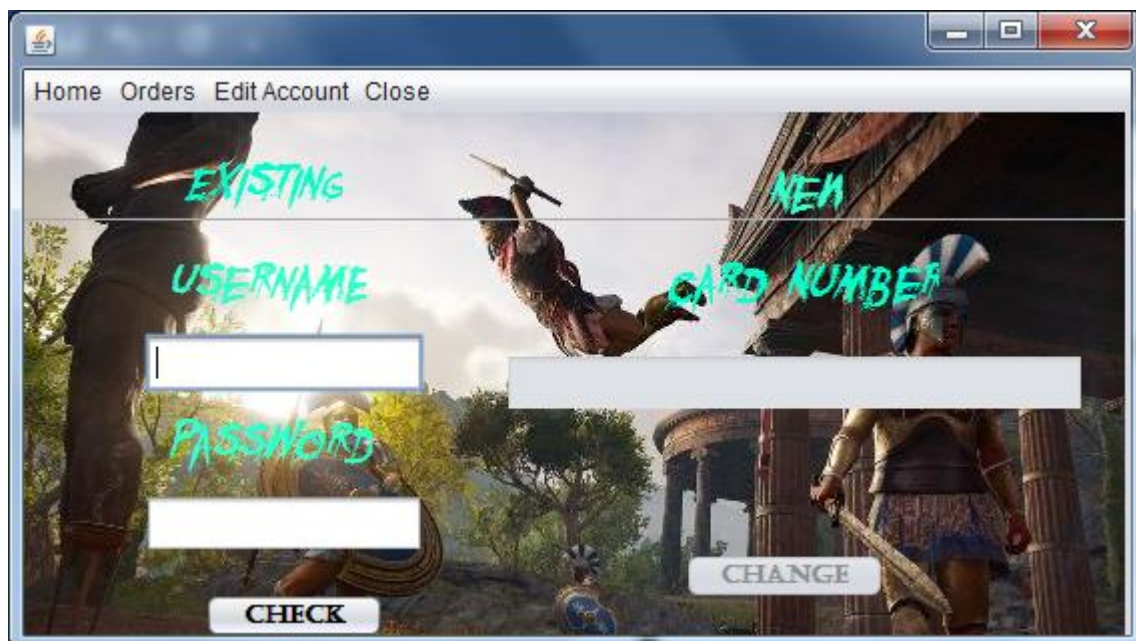 Home Orders Edit Account Close
EXISTING
NEW
USERNAME
CARD NUMBER
PASSWORD
CHANGE
CHECK